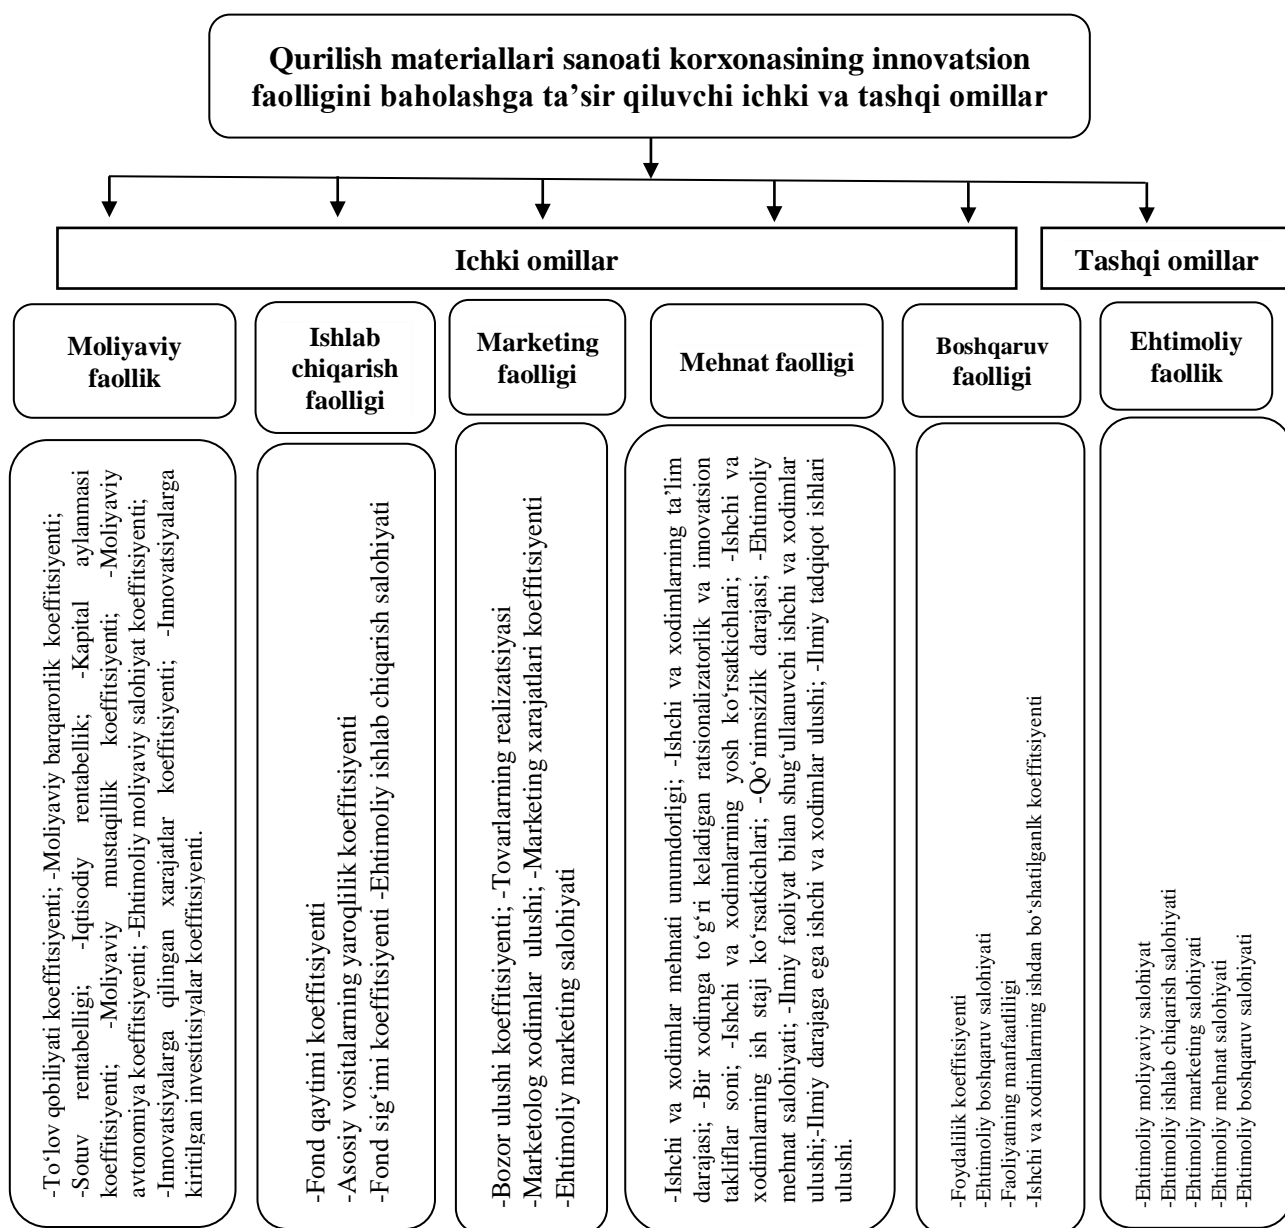 Qurilish materiallari sanoati korxonasining innovatsion
faolligini baholashga ta’sir qiluvchi ichki va tashqi omillar
Ichki omillar
Tashqi omillar
Moliyaviy
faollik
Ishlab
chiqarish
faolligi
Marketing
faolligi
Mehnat faolligi
Boshqaruv
faolligi
Ehtimoliy
faollik
-To‘lov qobiliyati koeffitsiyenti; -Moliyaviy barqarorlik koeffitsiyenti;
-Sotuv rentabelligi; -Iqtisodiy rentabellik; -Kapital aylanmasi
koeffitsiyenti; -Moliyaviy mustaqillik koeffitsiyenti; -Moliyaviy
avtonomiya koeffitsiyenti; -Ehtimoliy moliyaviy salohiyat koeffitsiyenti;
-Innovatsiyalarga qilingan xarajatlar koeffitsiyenti; -Innovatsiyalarga
kiritilgan investitsiyalar koeffitsiyenti.
-Fond qaytimi koeffitsiyenti
-Asosiy vositalarning yaroqlilik koeffitsiyenti
-Fond sig‘imi koeffitsiyenti -Ehtimoliy ishlab chiqarish salohiyati
-Bozor ulushi koeffitsiyenti; -Tovarlarning realizatsiyasi
-Marketolog xodimlar ulushi; -Marketing xarajatlari koeffitsiyenti
-Ehtimoliy marketing salohiyati
-Ishchi va xodimlar mehnati unumdorligi; -Ishchi va xodimlarning ta’lim
darajasi; -Bir xodimga to‘g‘ri keladigan ratsionalizatorlik va innovatsion
takliflar soni; -Ishchi va xodimlarning yosh ko‘rsatkichlari; -Ishchi va
xodimlarning ish staji ko‘rsatkichlari; -Qo‘nimsizlik darajasi; -Ehtimoliy
mehnat salohiyati; -Ilmiy faoliyat bilan shug‘ullanuvchi ishchi va xodimlar
ulushi;-Ilmiy darajaga ega ishchi va xodimlar ulushi; -Ilmiy tadqiqot ishlari
ulushi.
-Foydalilik koeffitsiyenti
-Ehtimoliy boshqaruv salohiyati
-Faoliyatning manfaatliligi
-Ishchi va xodimlarning ishdan bo‘shatilganlk koeffitsiyenti
-Ehtimoliy moliyaviy salohiyat
-Ehtimoliy ishlab chiqarish salohiyati
-Ehtimoliy marketing salohiyati
-Ehtimoliy mehnat salohiyati
-Ehtimoliy boshqaruv salohiyati